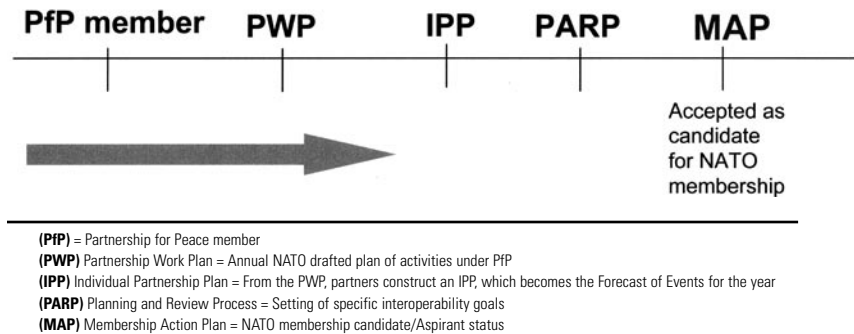 PfP member PWP IPP PARP MAP
Accepted as
candidate
for NATO
membership
(PfP) = Partnership for Peace member
(PWP) Partnership Work Plan = Annual NATO drafted plan of activities under PfP
(IPP) Individual Partnership Plan = From the PWP, partners construct an IPP, which becomes the Forecast of Events for the year
(PARP) Planning and Review Process = Setting of specific interoperability goals
(MAP) Membership Action Plan = NATO membership candidate/Aspirant status